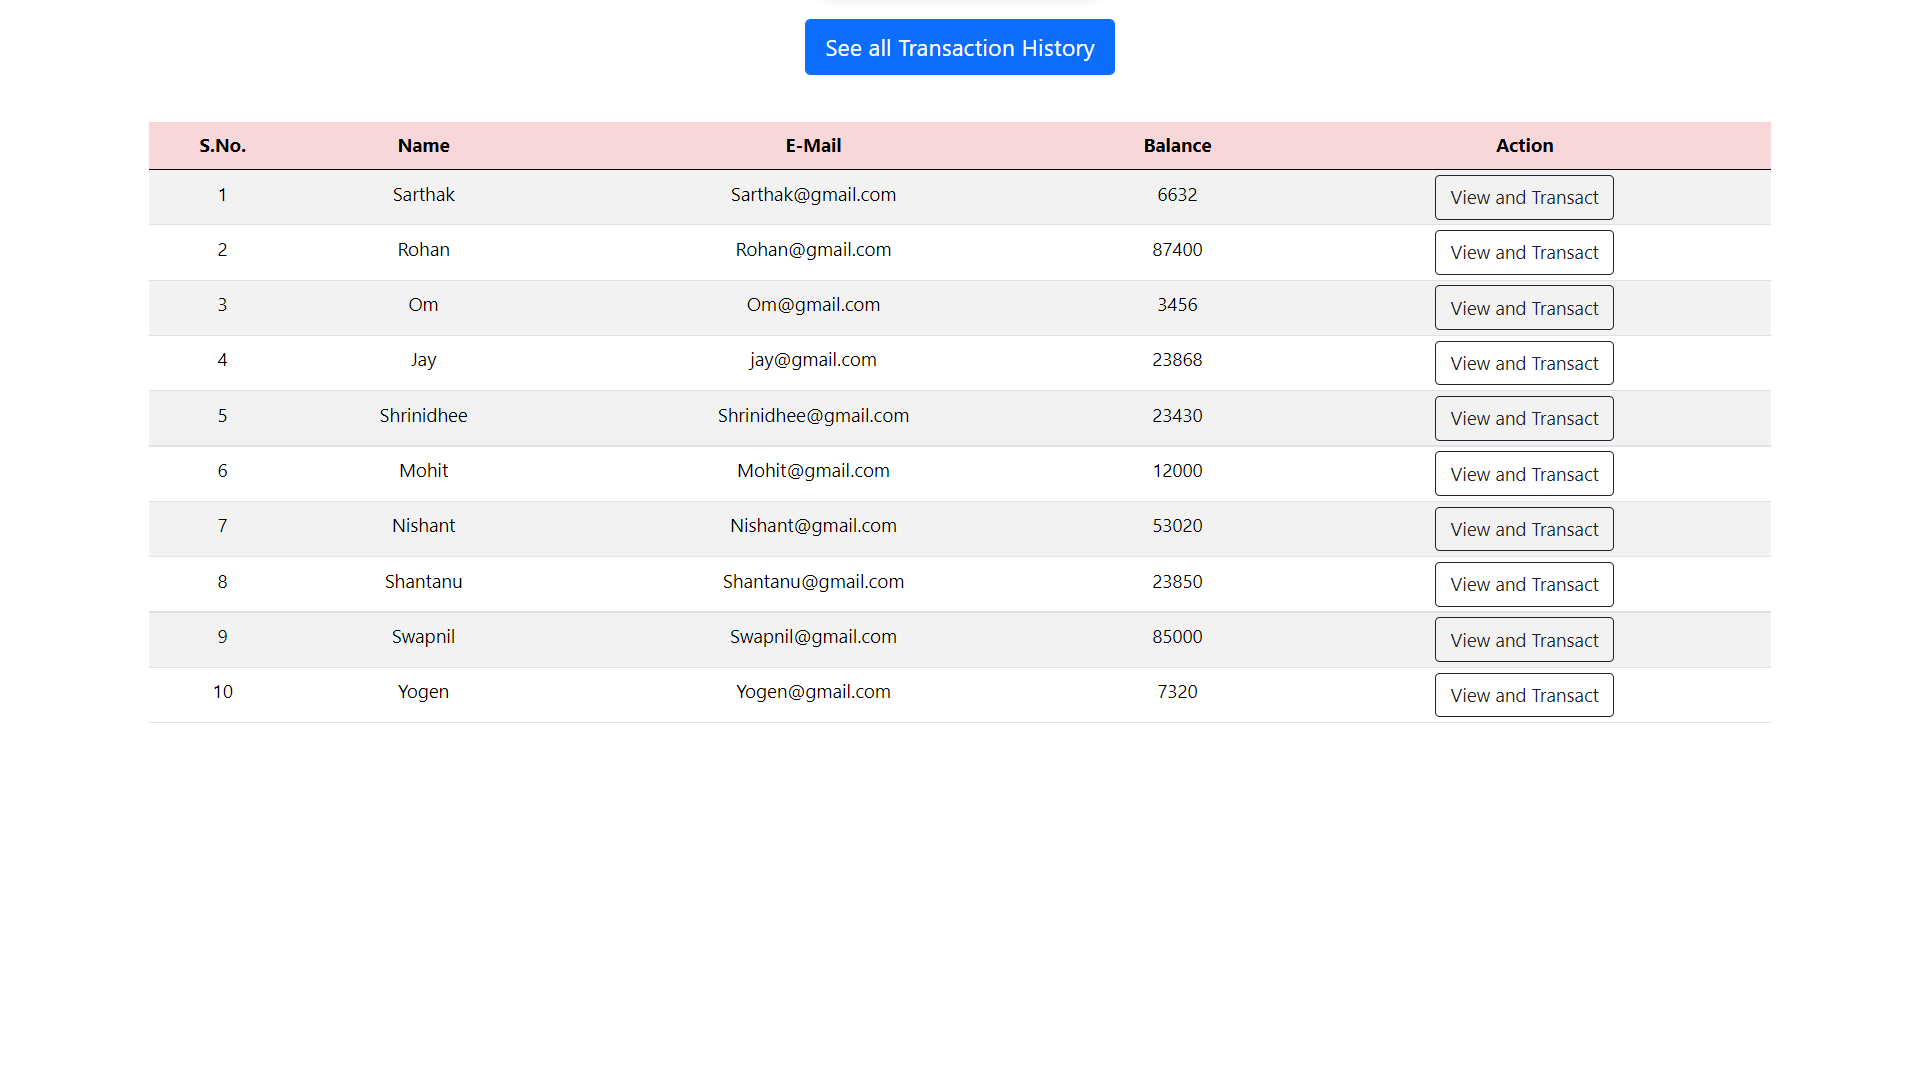 See all Transaction History
S.No. Name E-Mail Balance Action
1 Sarthak Sarthak@gmail.com 6632 View and Transact
2 Rohan Rohan@gmail.com 87400 View and Transact
3 Om Om@gmail.com 3456 View and Transact
4 Jay jay@gmail.com 23868 View and Transact
5 Shrinidhee Shrinidhee@gmail.com 23430 View and Transact
6 Mohit Mohit@gmail.com 12000 View and Transact
7 Nishant Nishant@gmail.com 53020 View and Transact
8 Shantanu Shantanu@gmail.com 23850 View and Transact
9 Swapnil Swapnil@gmail.com 85000 View and Transact
10 Yogen Yogen@gmail.com 7320 View and Transact